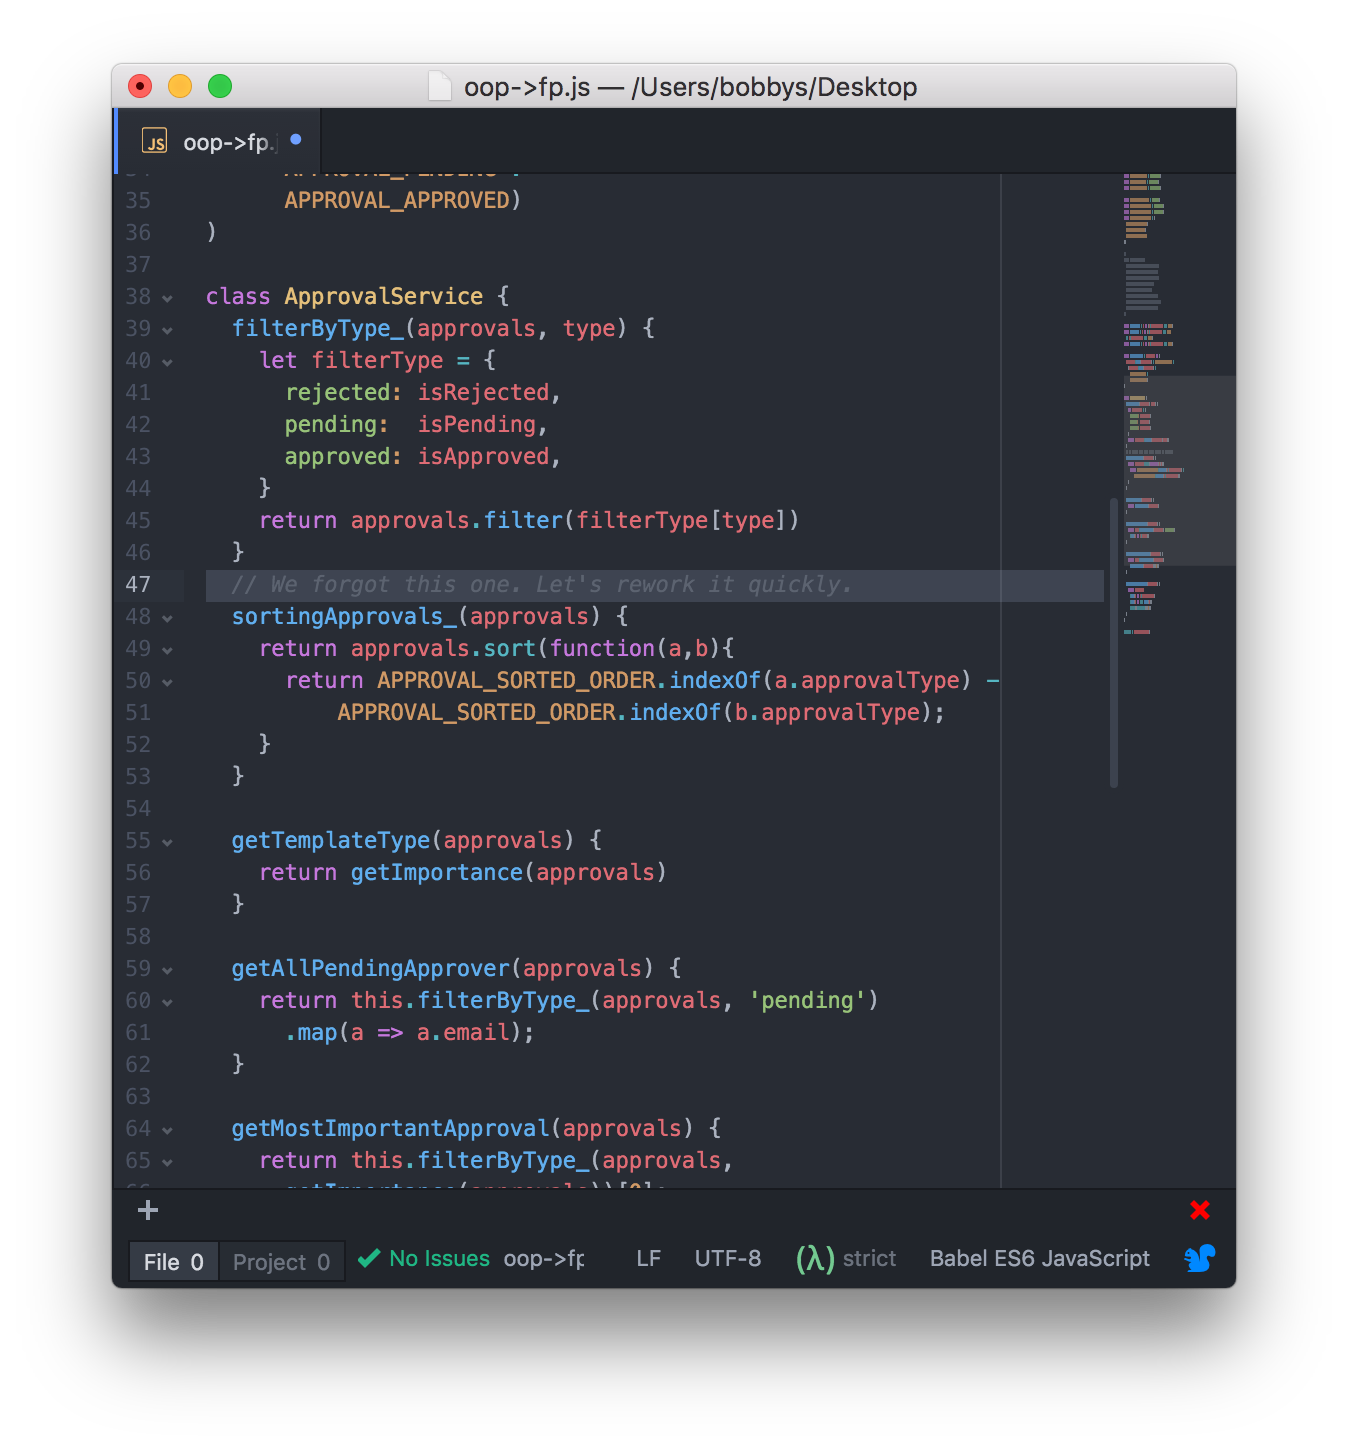 oop->fp.js — /Users/bobbys/Desktop
JS oop->fp.j
35 APPROVAL_APPROVED)
36 )
37
38 class ApprovalService {
39 filterByType_(approvals, type) {
40 let filterType = {
41 rejected: isRejected,
42 pending:  isPending,
43 approved: isApproved,
44 }
45 return approvals.filter(filterType[type])
46 }
47 // We forgot this one. Let's rework it quickly.
48 sortingApprovals_(approvals) {
49 return approvals.sort(function(a,b){
50 return APPROVAL_SORTED_ORDER.indexOf(a.approvalType) -
51 APPROVAL_SORTED_ORDER.indexOf(b.approvalType);
52 }
53 }
54
55 getTemplateType(approvals) {
56 return getImportance(approvals)
57 }
58
59 getAllPendingApprover(approvals) {
60 return this.filterByType_(approvals, 'pending')
61 .map(a => a.email);
62 }
63
64 getMostImportantApproval(approvals) {
65 return this.filterByType_(approvals,
File 0 Project 0 No Issues oop->fp LF UTF-8 (λ) strict Babel ES6 JavaScript